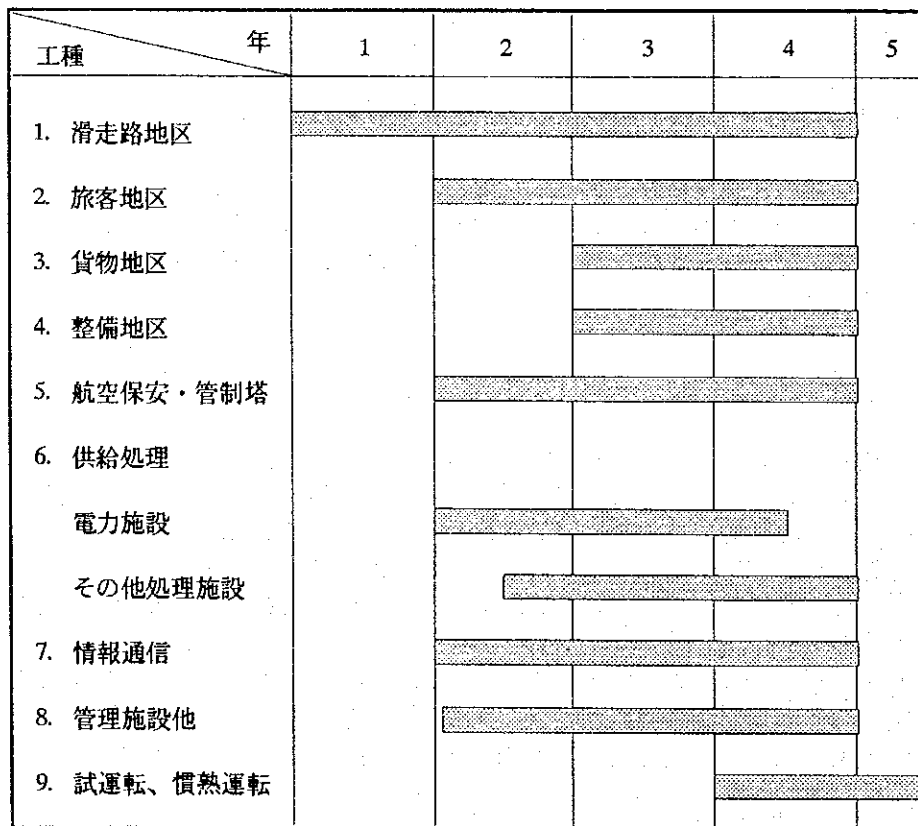 年
工種
1 2 3 4 5
1. 滑走路地区
2. 旅客地区
3. 貨物地区
4. 整備地区
5. 航空保安・管制塔
6. 供給処理
電力施設
その他処理施設
7. 情報通信
8. 管理施設他
9. 試運転、慣熟運転